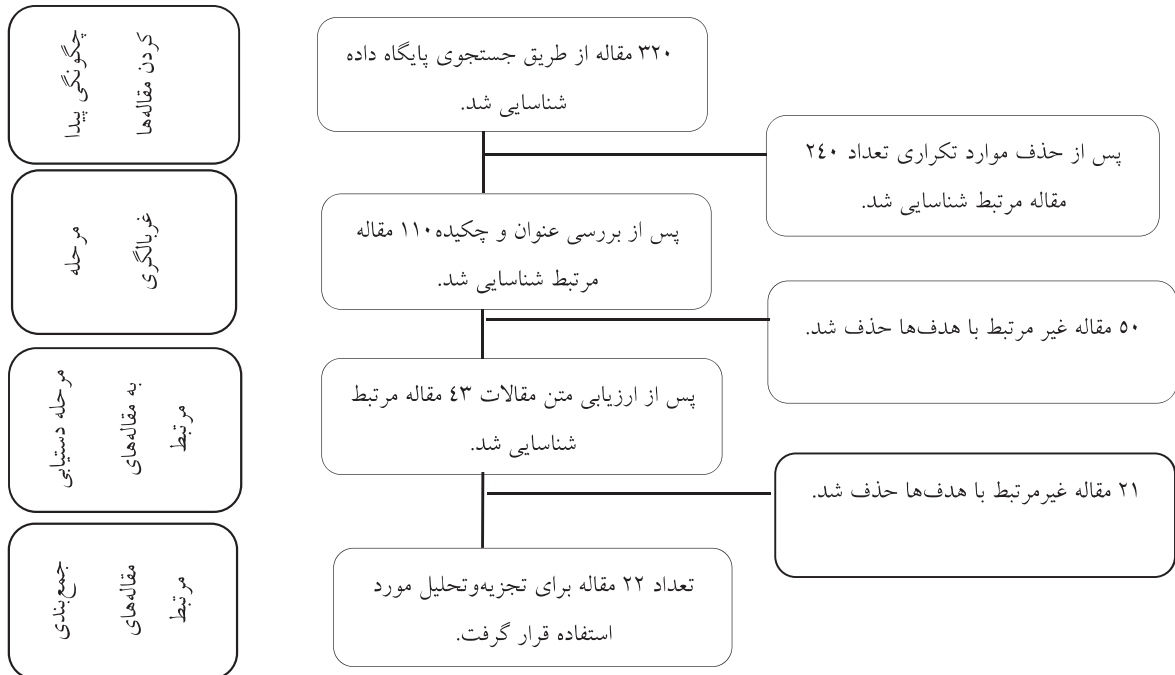 چگونگی پیدا
کردن مقاله‌ها
۳۲۰ مقاله از طریق جستجوی پایگاه داده
شناسایی شد.
پس از حذف موارد تکراری تعداد ۲۴۰
مقاله مرتبط شناسایی شد.
مرحله
غربالگری
پس از بررسی عنوان و چکیده۱۱۰ مقاله
مرتبط شناسایی شد.
۵۰ مقاله غیر مرتبط با هدف‌ها حذف شد.
مرحله دستیابی
به مقاله‌های
مرتبط
پس از ارزیابی متن مقالات ۴۳ مقاله مرتبط
شناسایی شد.
۲۱ مقاله غیرمرتبط با هدف‌ها حذف شد.
جمع‌بندی
مقاله‌های
مرتبط
تعداد ۲۲ مقاله برای تجزیه‌وتحلیل مورد
استفاده قرار گرفت.